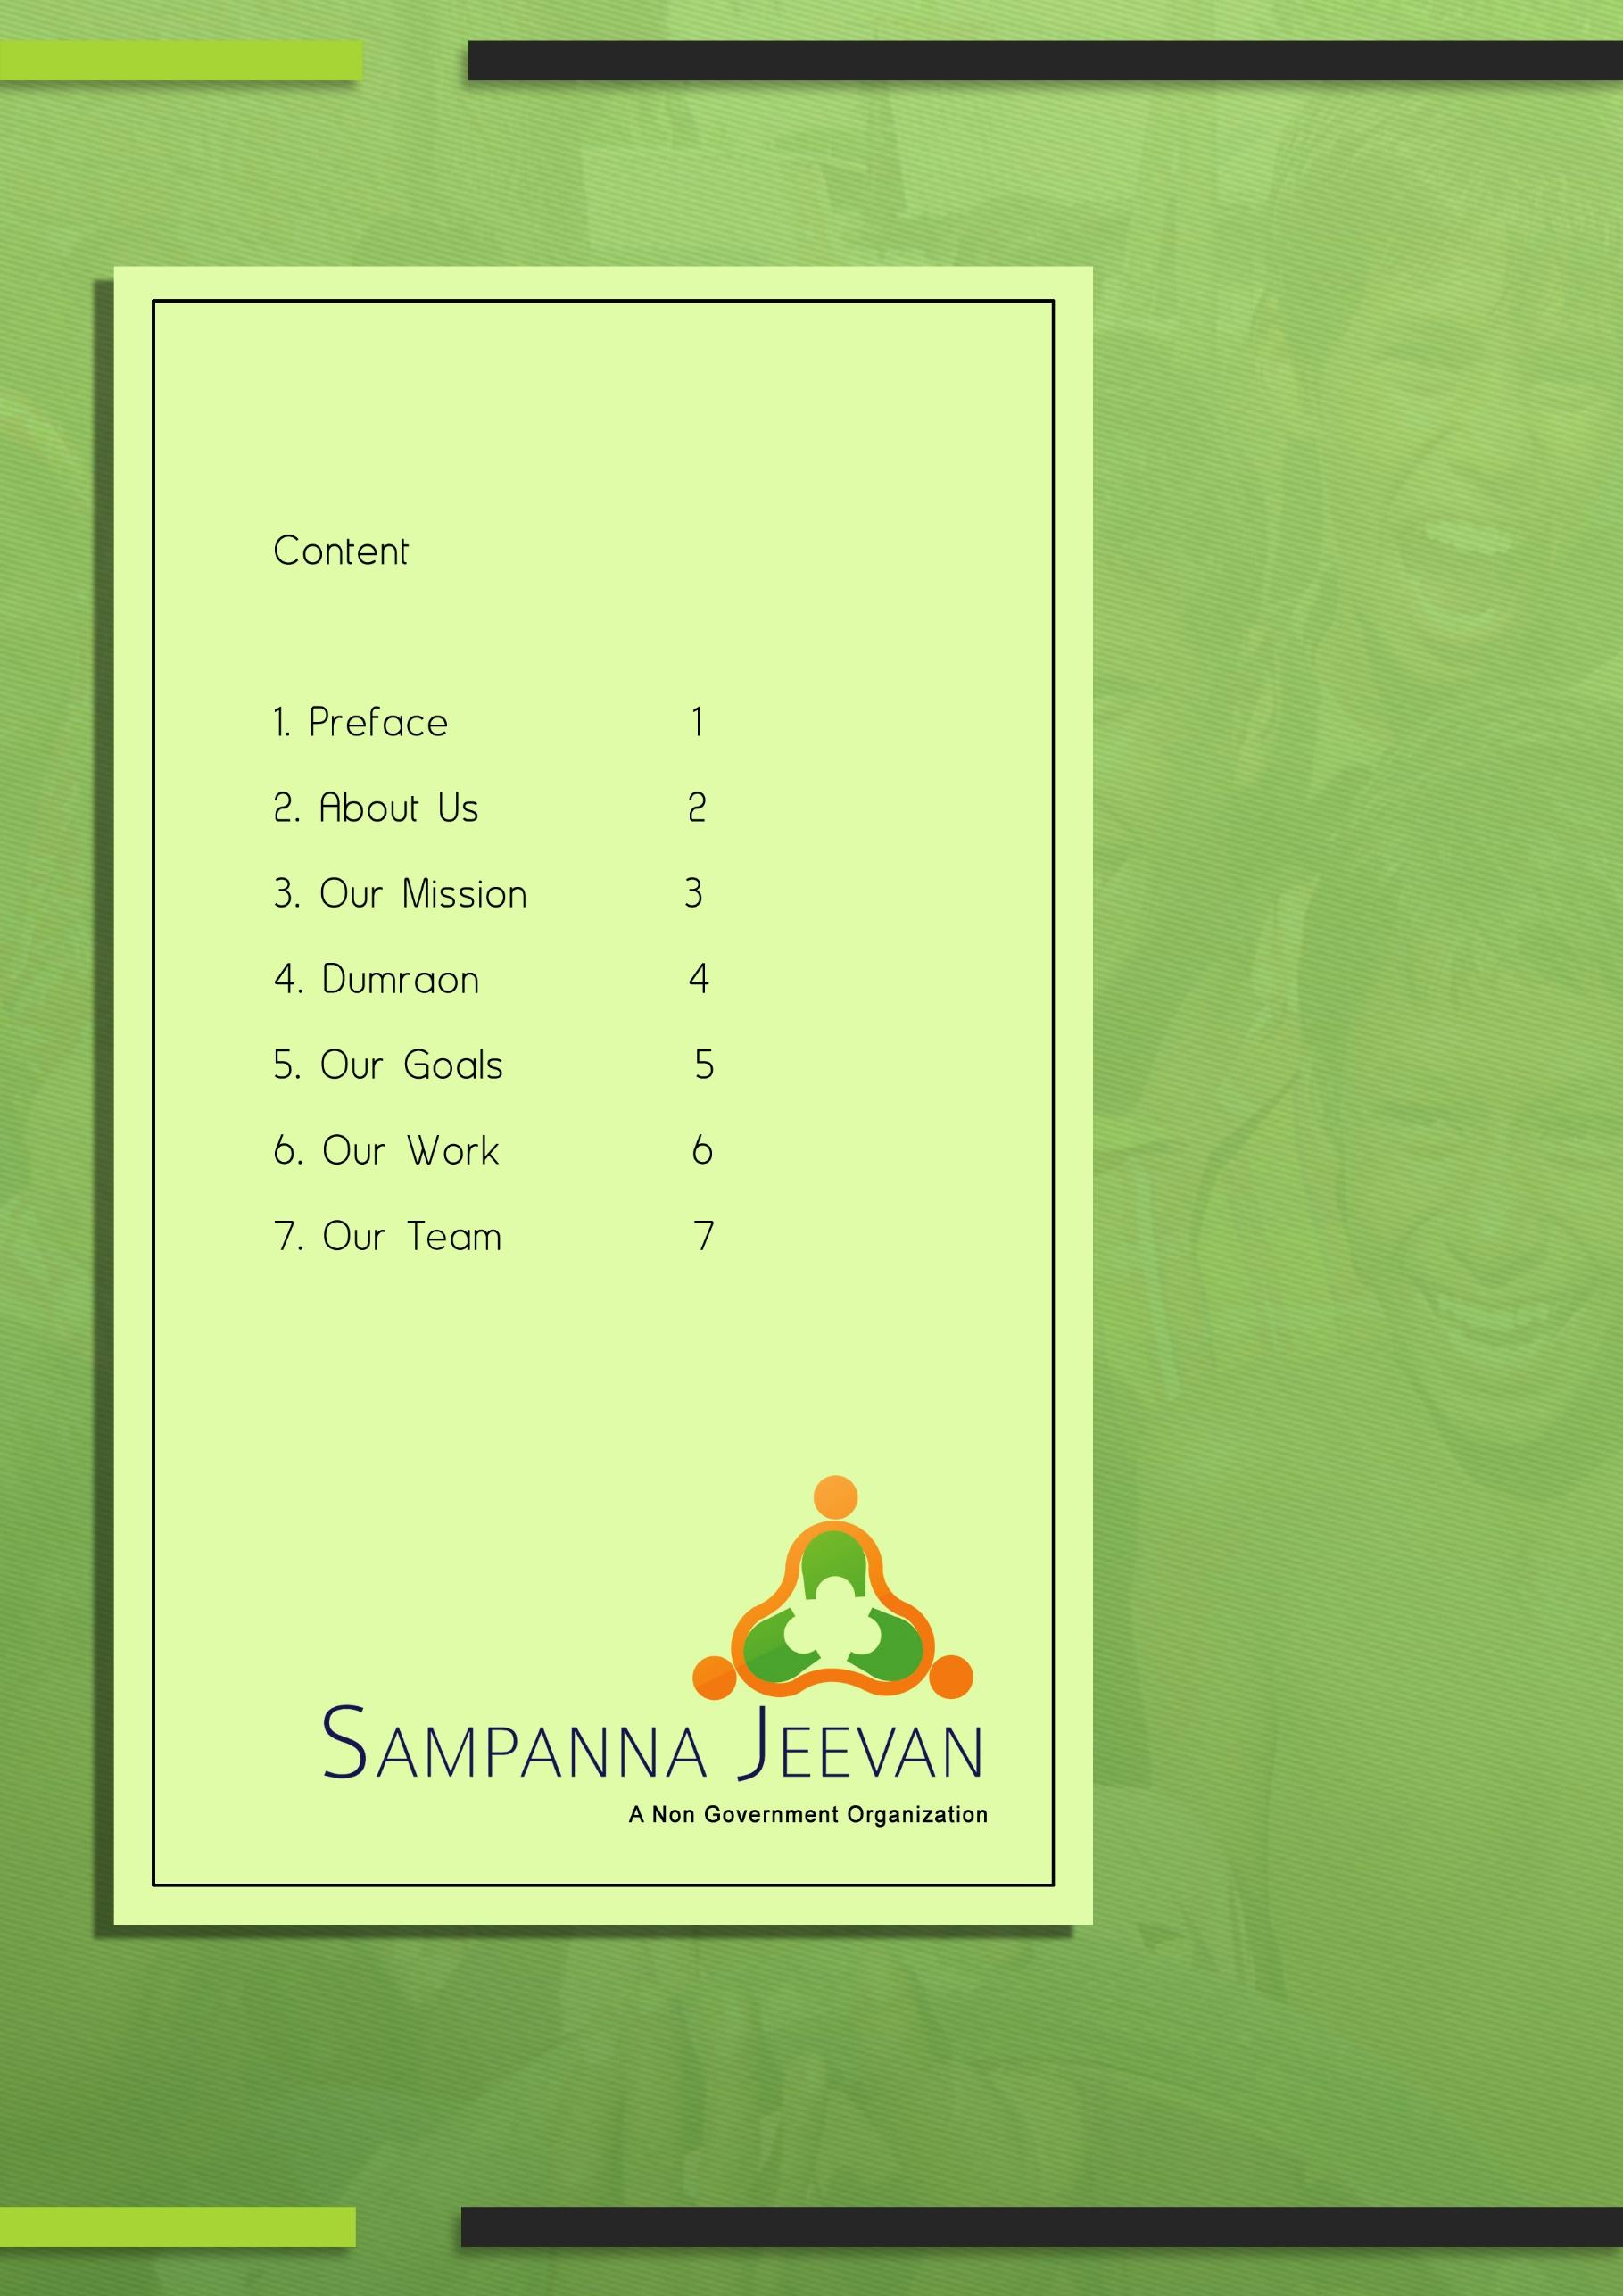 Content
1. Preface 1
2. About Us 2
3. Our Mission 3
4. Dumraon 4
5. Our Goals 5
6. Our Work 6
7. Our Team 7
SAMPANNA JEEVAN
A Non Government Organization